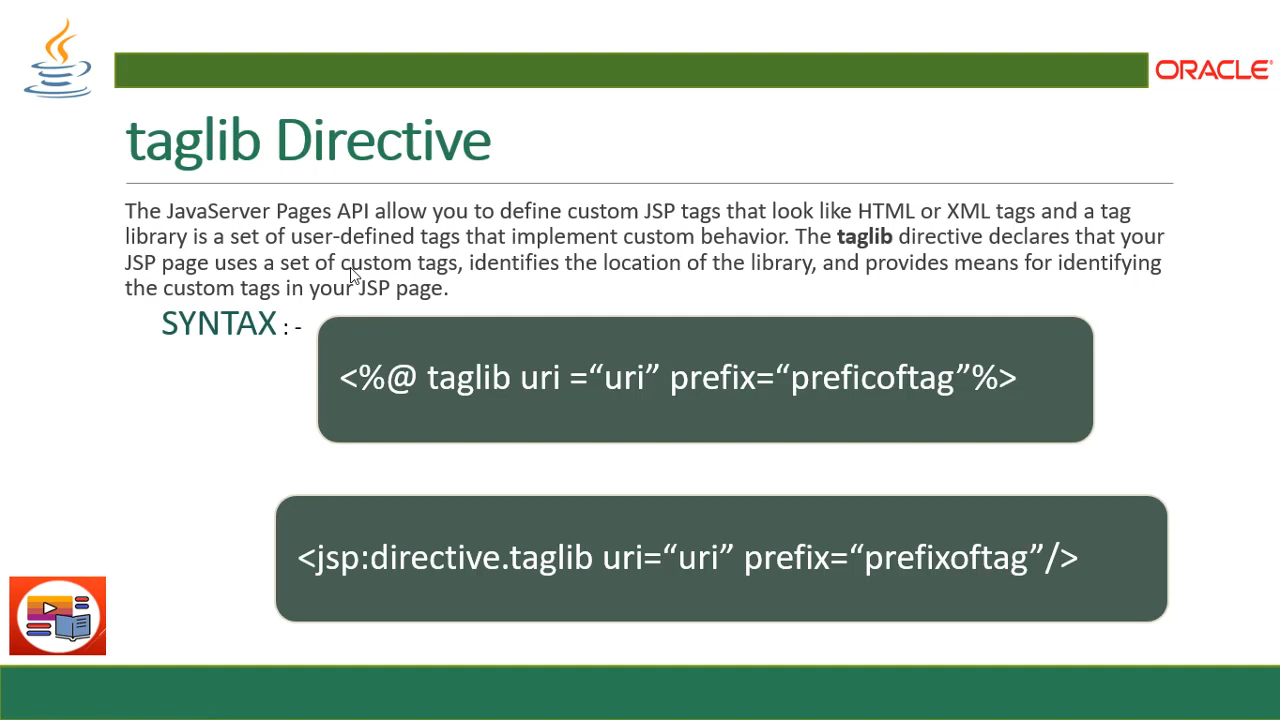 ORACLE
taglib Directive
The JavaServer Pages API allow you to define custom JSP tags that look like HTML or XML tags and a tag
library is a set of user-defined tags that implement custom behavior. The taglib directive declares that your
JSP page uses a set of custom tags, identifies the location of the library, and provides means for identifying
the custom tags in your JSP page.
SYNTAX : -
<%@ taglib uri =“uri” prefix=“preficoftag”%>
<jsp:directive.taglib uri=“uri” prefix=“prefixoftag”/>